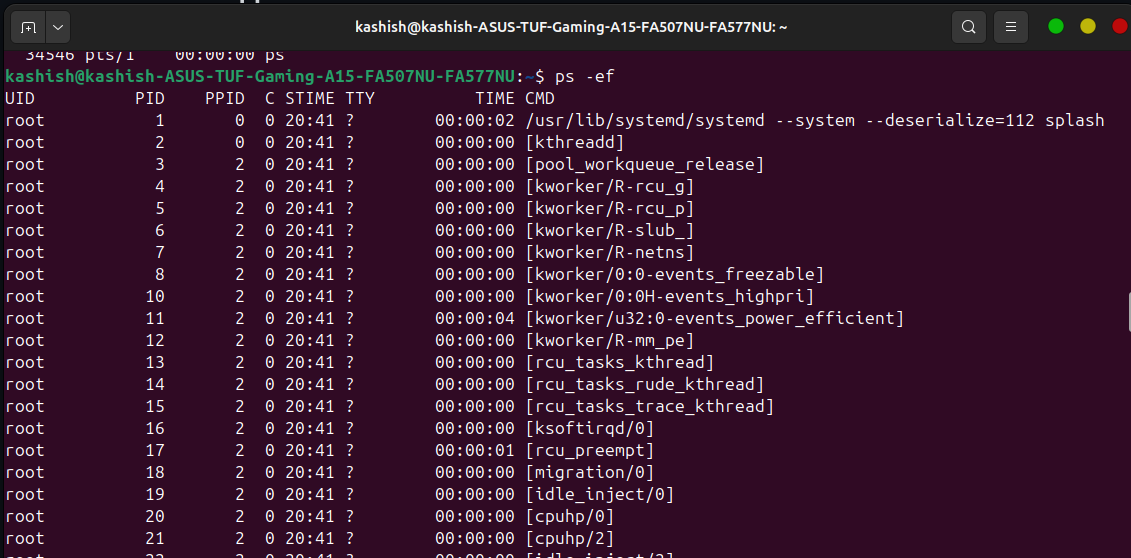 kashish@kashish-ASUS-TUF-Gaming-A15-FA507NU-FA577NU: ~
34546 pts/1    00:00:00 ps
kashish@kashish-ASUS-TUF-Gaming-A15-FA507NU-FA577NU:~$ ps -ef
UID          PID    PPID  C STIME TTY          TIME CMD
root           1       0  0 20:41 ?        00:00:02 /usr/lib/systemd/systemd --system --deserialize=112 splash
root           2       0  0 20:41 ?        00:00:00 [kthreadd]
root           3       2  0 20:41 ?        00:00:00 [pool_workqueue_release]
root           4       2  0 20:41 ?        00:00:00 [kworker/R-rcu_g]
root           5       2  0 20:41 ?        00:00:00 [kworker/R-rcu_p]
root           6       2  0 20:41 ?        00:00:00 [kworker/R-slub_]
root           7       2  0 20:41 ?        00:00:00 [kworker/R-netns]
root           8       2  0 20:41 ?        00:00:00 [kworker/0:0-events_freezable]
root          10       2  0 20:41 ?        00:00:00 [kworker/0:0H-events_highpri]
root          11       2  0 20:41 ?        00:00:04 [kworker/u32:0-events_power_efficient]
root          12       2  0 20:41 ?        00:00:00 [kworker/R-mm_pe]
root          13       2  0 20:41 ?        00:00:00 [rcu_tasks_kthread]
root          14       2  0 20:41 ?        00:00:00 [rcu_tasks_rude_kthread]
root          15       2  0 20:41 ?        00:00:00 [rcu_tasks_trace_kthread]
root          16       2  0 20:41 ?        00:00:00 [ksoftirqd/0]
root          17       2  0 20:41 ?        00:00:01 [rcu_preempt]
root          18       2  0 20:41 ?        00:00:00 [migration/0]
root          19       2  0 20:41 ?        00:00:00 [idle_inject/0]
root          20       2  0 20:41 ?        00:00:00 [cpuhp/0]
root          21       2  0 20:41 ?        00:00:00 [cpuhp/2]
root          22       2  0 20:41 ?        00:00:00 [idle_inject/2]